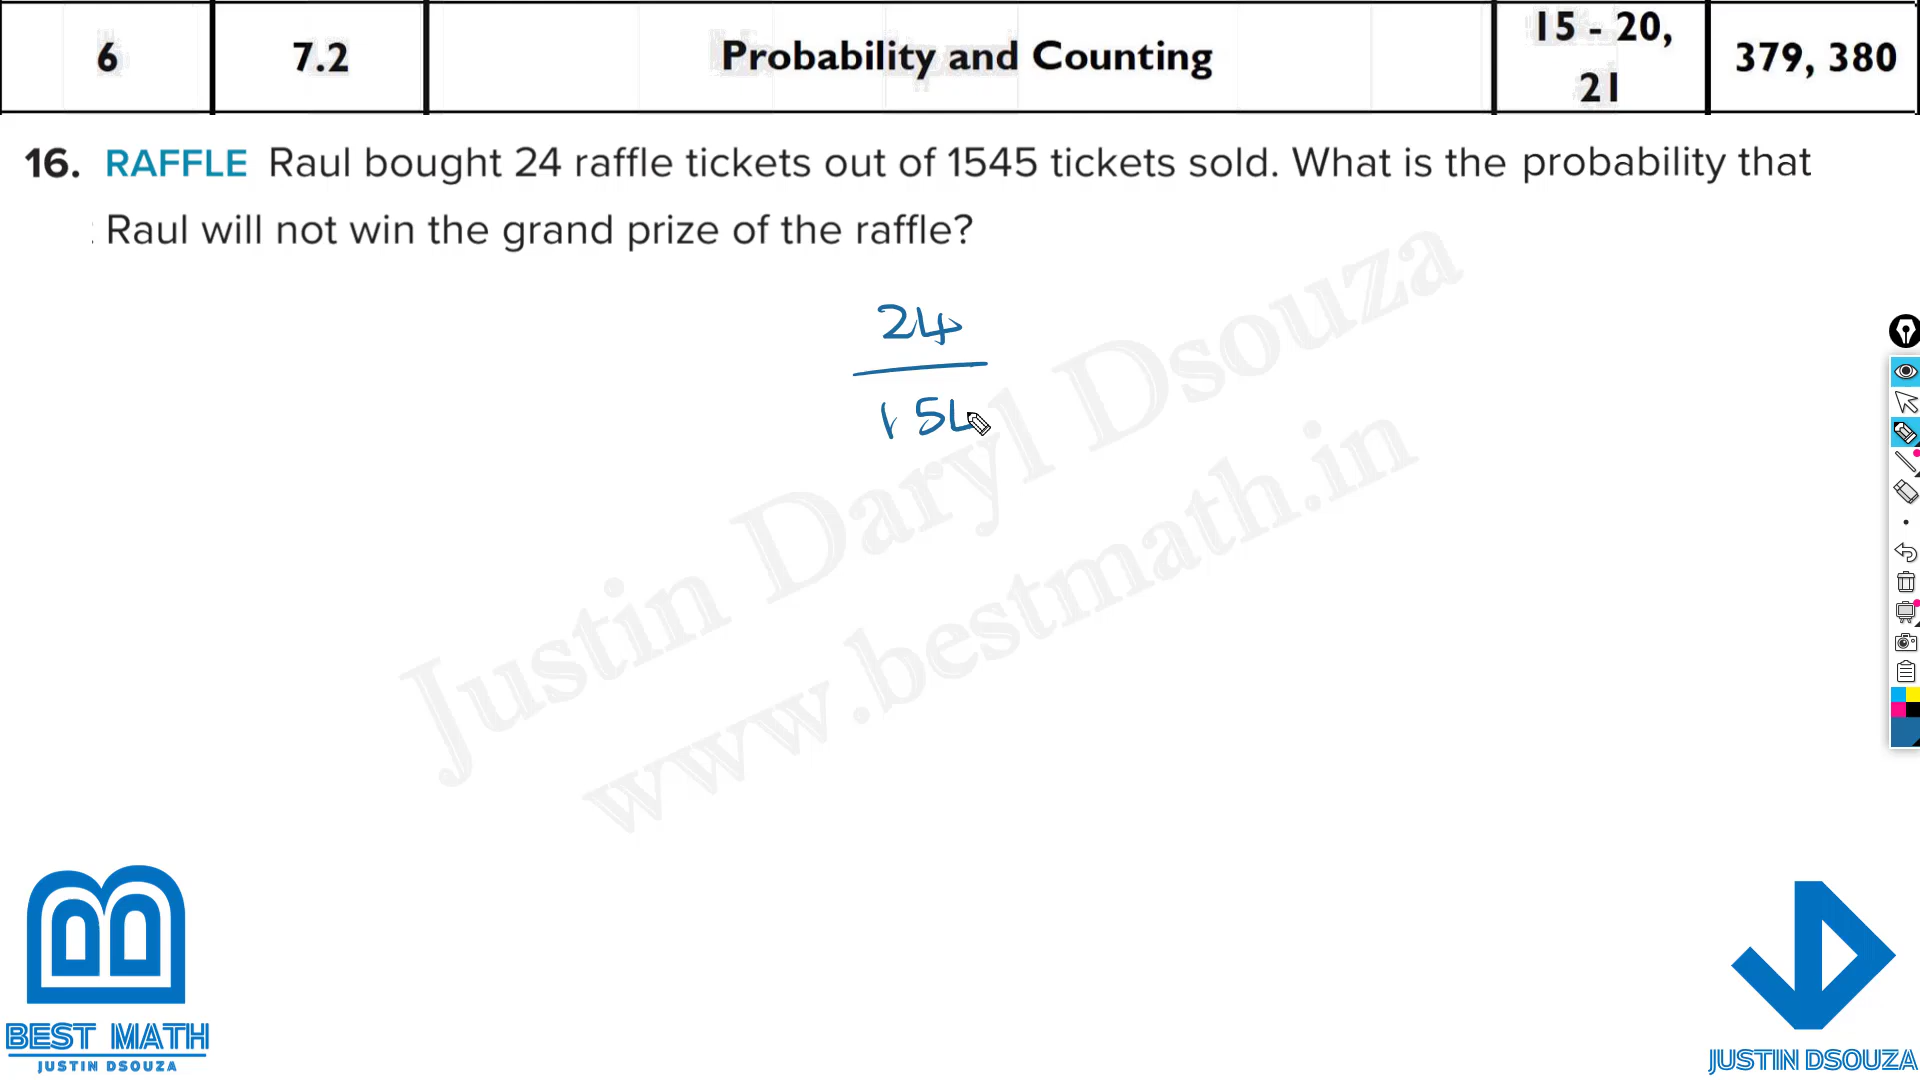 6 7.2 Probability and Counting 15 - 20, 21 379, 380
16. RAFFLE Raul bought 24 raffle tickets out of 1545 tickets sold. What is the probability that
Raul will not win the grand prize of the raffle?
24
154
Justin Daryl Dsouza
www.bestmath.in
BEST MATH
JUSTIN DSOUZA
JUSTIN DSOUZA